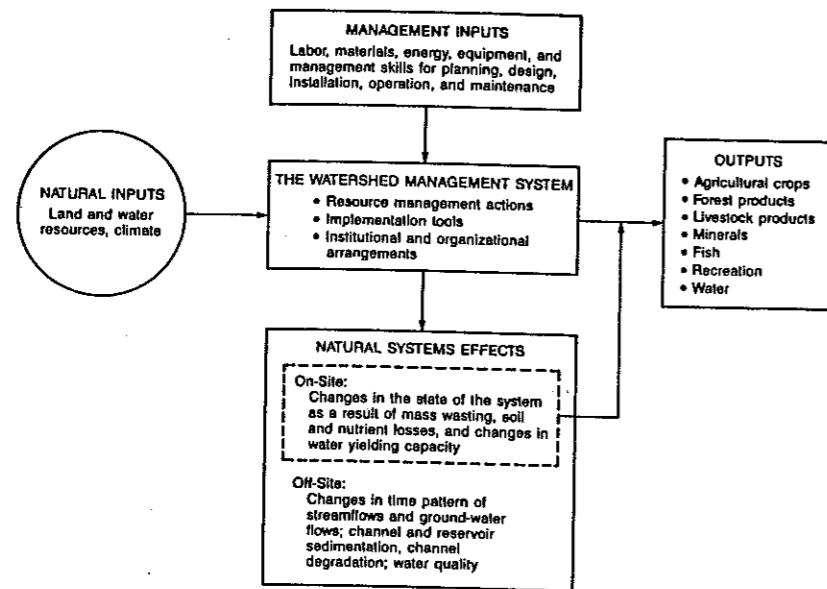 MANAGEMENT INPUTS
Labor, materials, energy, equipment, and
management skills for planning, design,
installation, operation, and maintenance
NATURAL INPUTS
Land and water
resources, climate
THE WATERSHED MANAGEMENT SYSTEM
• Resource management actions
• Implementation tools
• Institutional and organizational
arrangements
OUTPUTS
• Agricultural crops
• Forest products
• Livestock products
• Minerals
• Fish
• Recreation
• Water
NATURAL SYSTEMS EFFECTS
On-Site:
Changes in the state of the system
as a result of mass wasting, soil
and nutrient losses, and changes in
water yielding capacity
Off-Site:
Changes in time pattern of
streamflows and ground-water
flows; channel and reservoir
sedimentation, channel
degradation; water quality